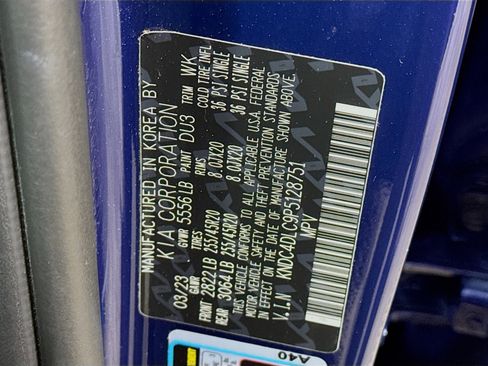 MANUFACTURED IN KOREA BY
KIA CORPORATION
03/23 GVWR 5556LB PAINT DU3 TRIM WK
GAWR TIRES RIMS COLD TIRE INFL
2822LB 255/45R20 8.0JX20 36 PSI SINGLE
REAR 3064LB 255/45R20 8.0JX20 36 PSI SINGLE
THIS VEHICLE CONFORMS TO ALL APPLICABLE U.S.A. FEDERAL
MOTOR VEHICLE SAFETY, BUMPER, AND THEFT PREVENTION STANDARDS
IN EFFECT ON THE DATE OF MANUFACTURE SHOWN ABOVE.
V.I.N KNDC4DLC9P5128751
MPV
A40